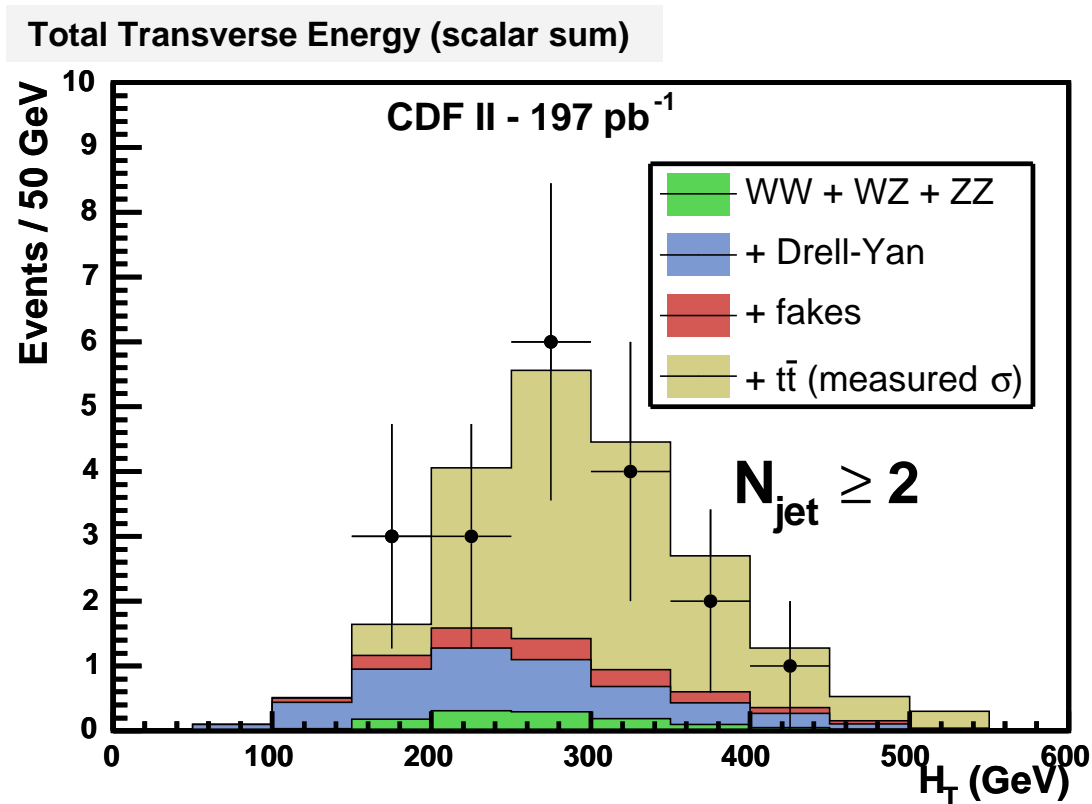 Total Transverse Energy (scalar sum)
Events / 50 GeV
10
9
8
7
6
5
4
3
2
1
0
CDF II - 197 pb⁻¹
WW + WZ + ZZ
+ Drell-Yan
+ fakes
+ tt̄ (measured σ)
N_jet ≥ 2
0 100 200 300 400 500 600
H_T (GeV)